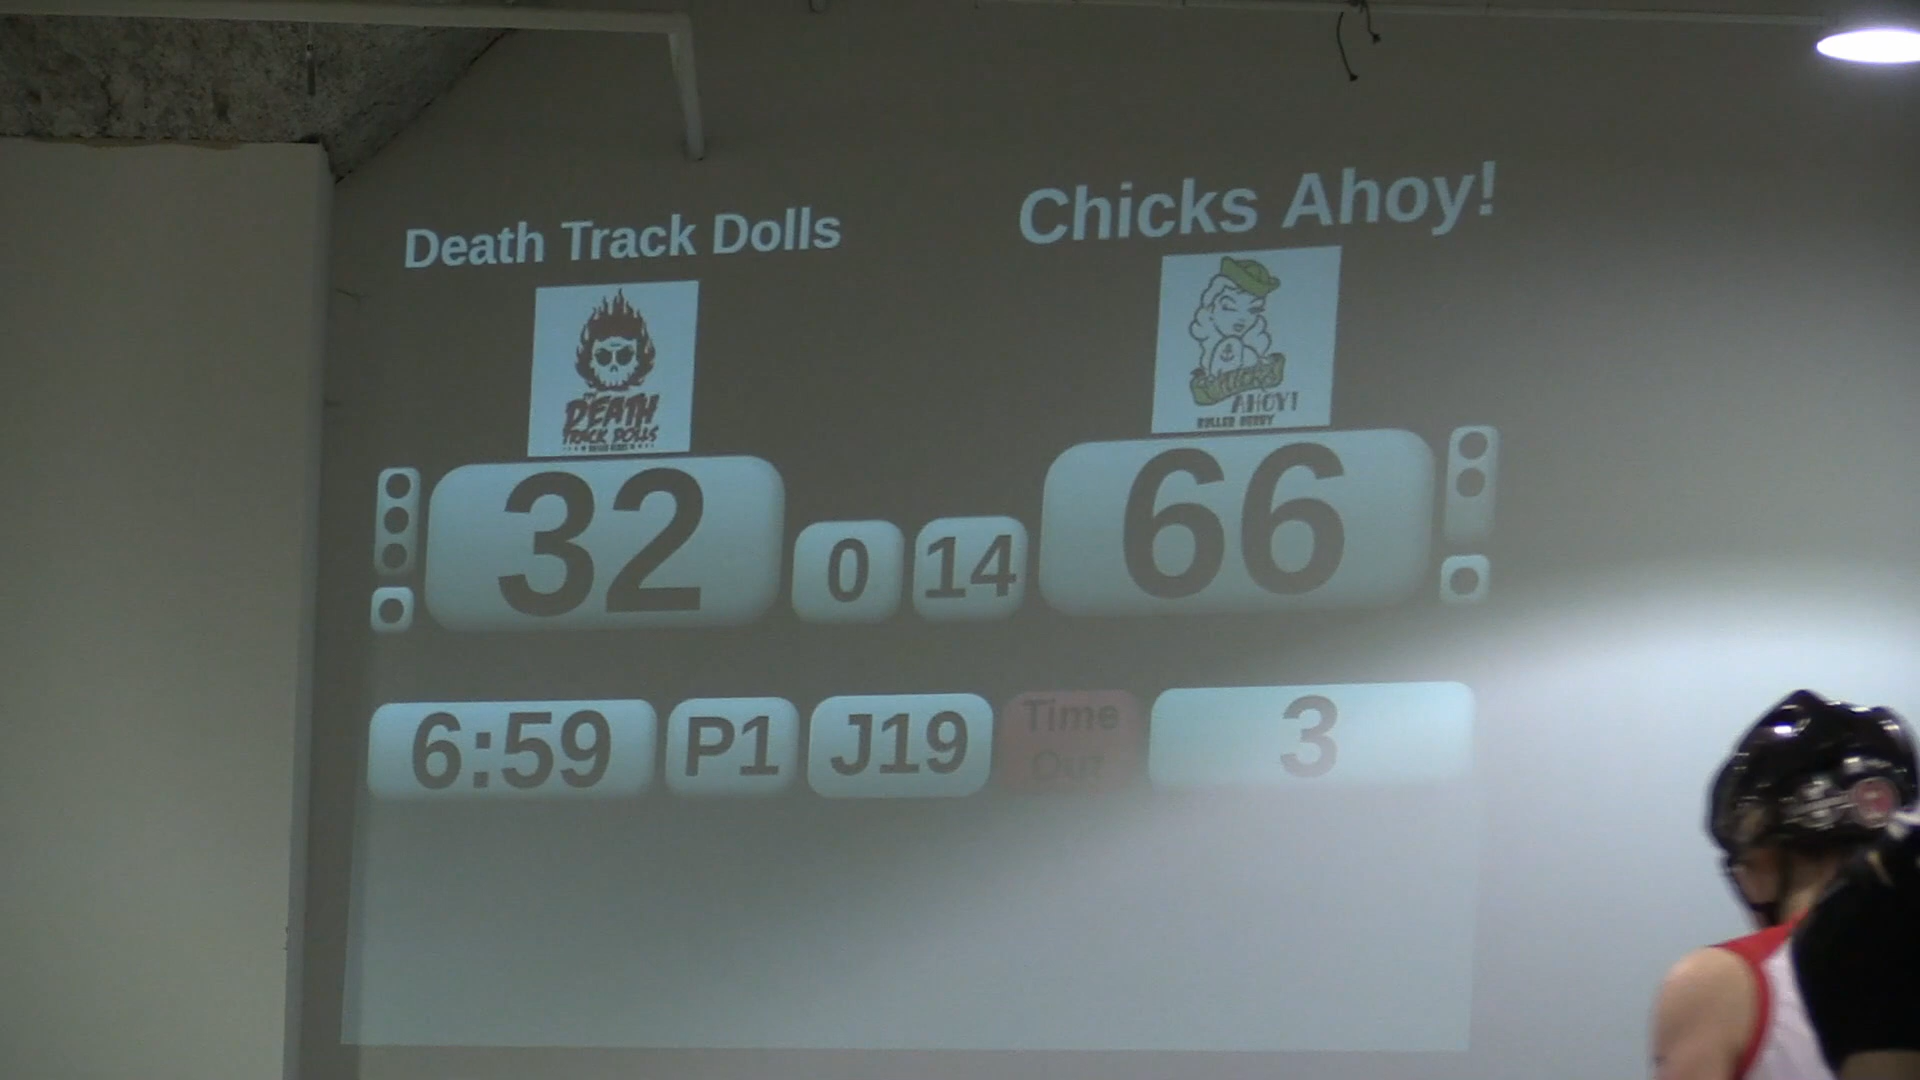 Death Track Dolls
Chicks Ahoy!
DEATH
TRACK DOLLS
CHICKS
AHOY!
ROLLER DERBY
32
0
14
66
6:59
P1
J19
Time
Out
3